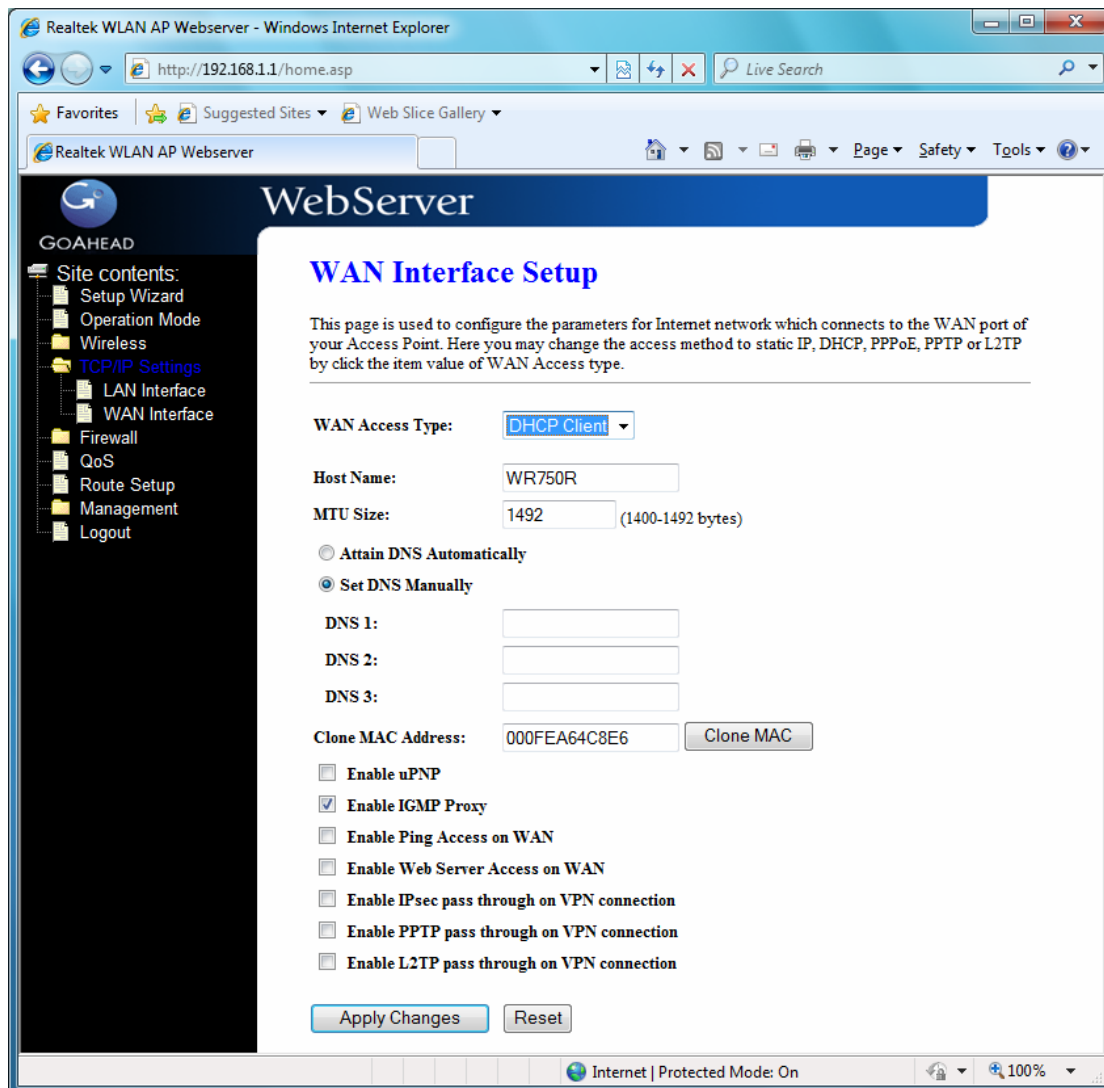 Realtek WLAN AP Webserver - Windows Internet Explorer
http://192.168.1.1/home.asp
Live Search
Favorites
Suggested Sites
Web Slice Gallery
Realtek WLAN AP Webserver
Page
Safety
Tools
GOAHEAD
WebServer
Site contents:
Setup Wizard
Operation Mode
Wireless
TCP/IP Settings
LAN Interface
WAN Interface
Firewall
QoS
Route Setup
Management
Logout
WAN Interface Setup
This page is used to configure the parameters for Internet network which connects to the WAN port of
your Access Point. Here you may change the access method to static IP, DHCP, PPPoE, PPTP or L2TP
by click the item value of WAN Access type.
WAN Access Type: DHCP Client
Host Name: WR750R
MTU Size: 1492 (1400-1492 bytes)
Attain DNS Automatically
Set DNS Manually
DNS 1:
DNS 2:
DNS 3:
Clone MAC Address: 000FEA64C8E6 Clone MAC
Enable uPNP
Enable IGMP Proxy
Enable Ping Access on WAN
Enable Web Server Access on WAN
Enable IPsec pass through on VPN connection
Enable PPTP pass through on VPN connection
Enable L2TP pass through on VPN connection
Apply Changes Reset
Internet | Protected Mode: On
100%